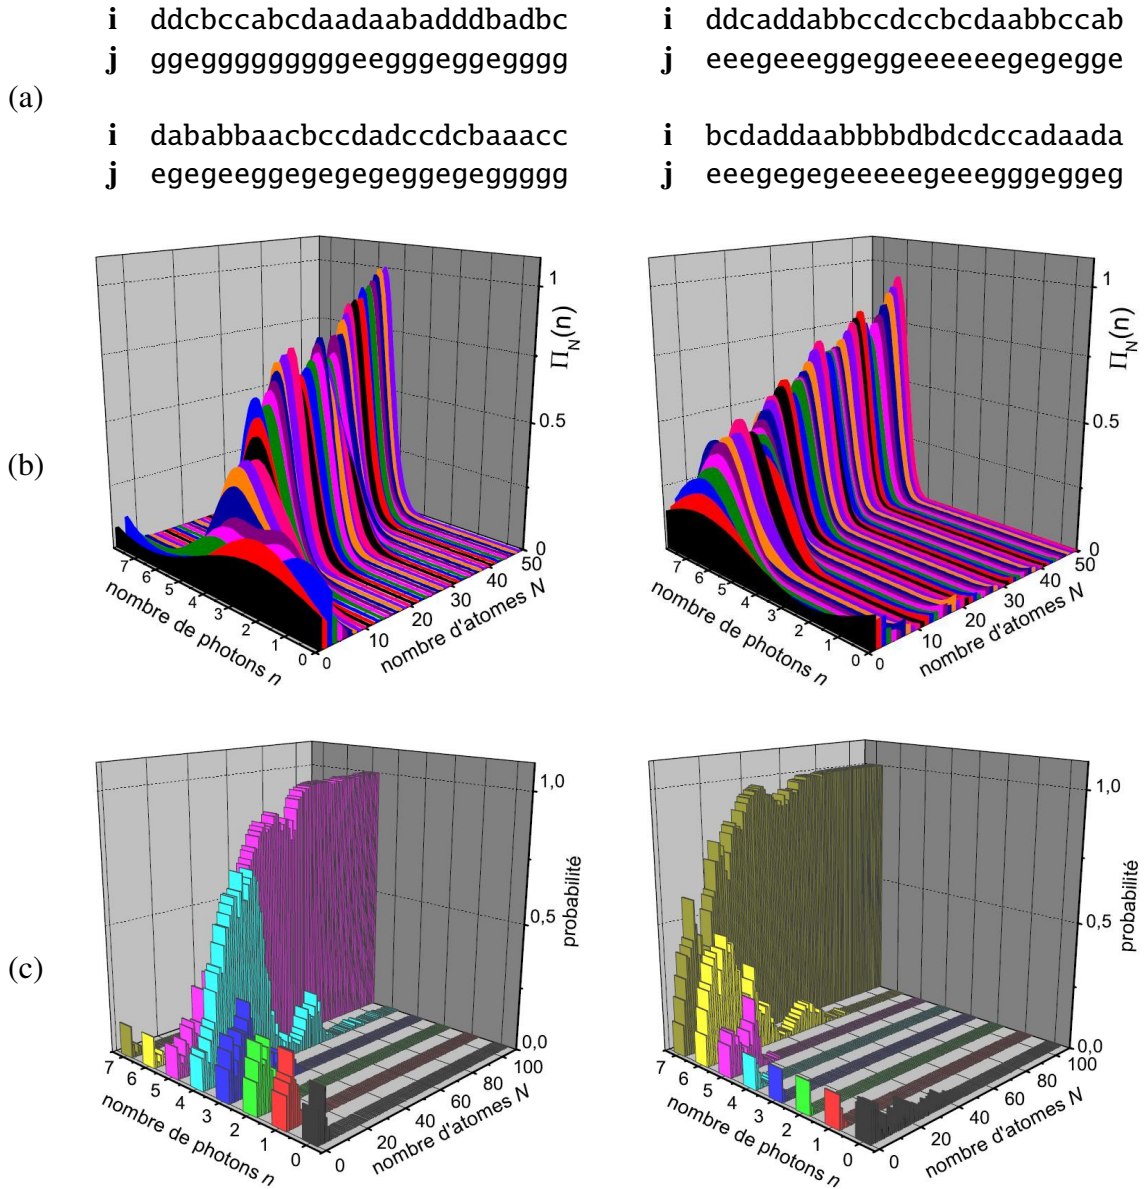 i ddcbccabcdaadaabadddbadbc
j ggegggggggggeegggeggegggg
i ddcaddabbccdccbcdaabbccab
j eeegeeeggeggeeeeeegegegge
(a)
i dababbaacbccdadccdcbaaacc
j egegeeggegegegeggegeggggg
i bcdaddaabbbbdbdcdccadaada
j eeegegegeeeeegeeegggeggeg
(b)
1
0.5
0
Π_N(n)
7 6 5 4 3 2 1 0
nombre de photons n
0 10 20 30 40 50
nombre d'atomes N
1
0.5
0
Π_N(n)
7 6 5 4 3 2 1 0
nombre de photons n
0 10 20 30 40 50
nombre d'atomes N
(c)
1,0
0,5
0,0
probabilité
7 6 5 4 3 2 1 0
nombre de photons n
0 20 40 60 80 100
nombre d'atomes N
1,0
0,5
0,0
probabilité
7 6 5 4 3 2 1 0
nombre de photons n
0 20 40 60 80 100
nombre d'atomes N